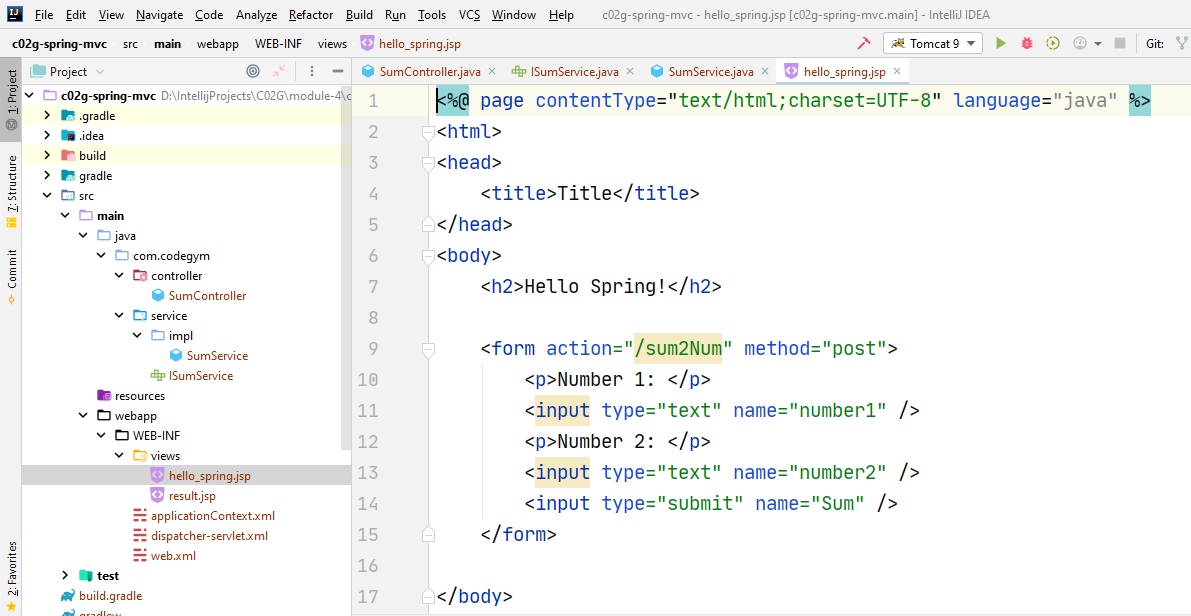 File Edit View Navigate Code Analyze Refactor Build Run Tools VCS Window Help c02g-spring-mvc - hello_spring.jsp [c02g-spring-mvc.main] - IntelliJ IDEA
c02g-spring-mvc src main webapp WEB-INF views hello_spring.jsp Tomcat 9 Git:
1: Project
7: Structure
Commit
2: Favorites
Project
c02g-spring-mvc D:\IntellijProjects\C02G\module-4\c
.gradle
.idea
build
gradle
src
main
java
com.codegym
controller
SumController
service
impl
SumService
ISumService
resources
webapp
WEB-INF
views
hello_spring.jsp
result.jsp
applicationContext.xml
dispatcher-servlet.xml
web.xml
test
build.gradle
gradlew
SumController.java ISumService.java SumService.java hello_spring.jsp
1 <%@ page contentType="text/html;charset=UTF-8" language="java" %>
2 <html>
3 <head>
4 <title>Title</title>
5 </head>
6 <body>
7 <h2>Hello Spring!</h2>
8
9 <form action="/sum2Num" method="post">
10 <p>Number 1: </p>
11 <input type="text" name="number1" />
12 <p>Number 2: </p>
13 <input type="text" name="number2" />
14 <input type="submit" name="Sum" />
15 </form>
16
17 </body>